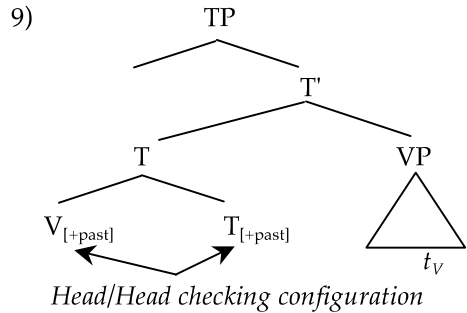 9) TP
T'
T VP
V[+past] T[+past]
tV
Head/Head checking configuration